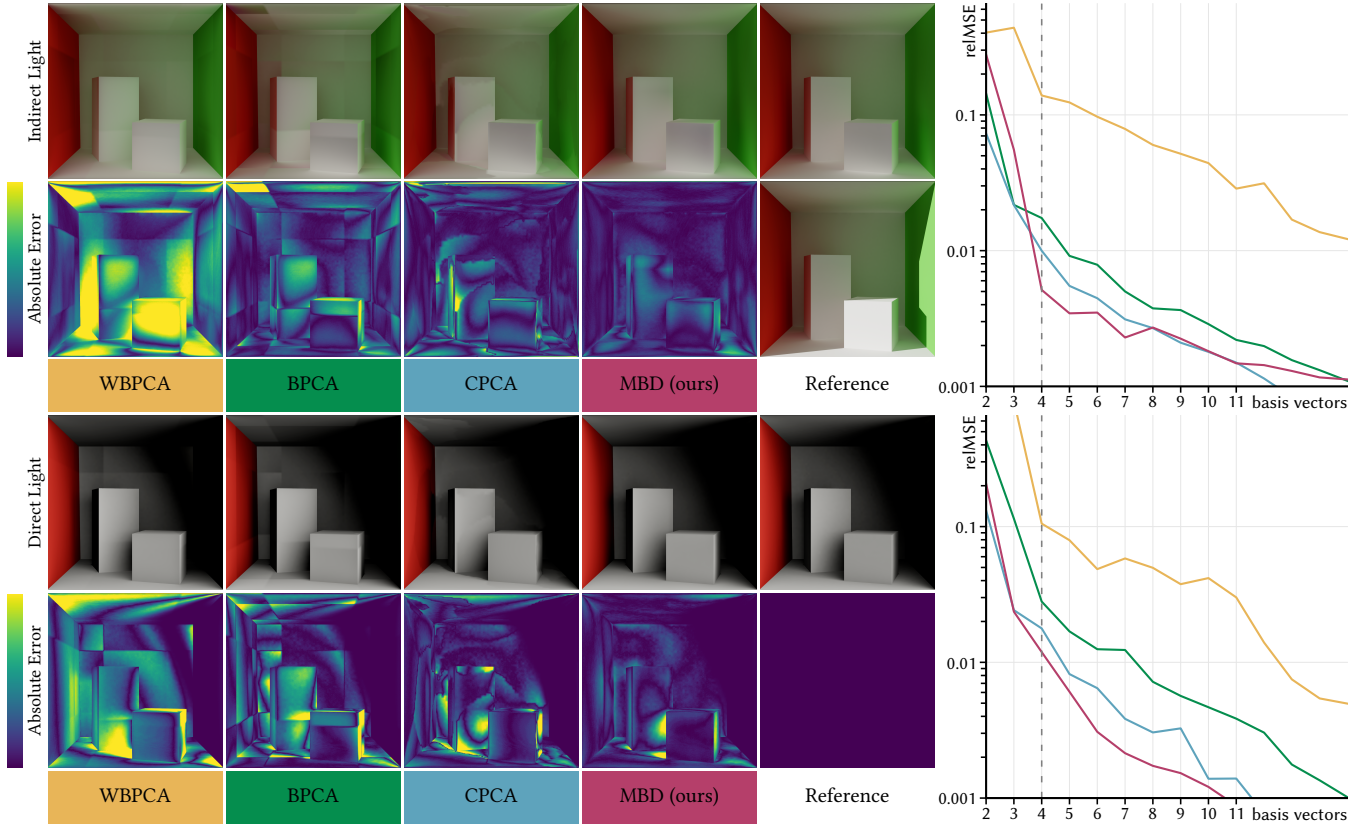 Indirect Light
Absolute Error
WBPCA
BPCA
CPCA
MBD (ours)
Reference
relMSE
0.1
0.01
0.001
2 3 4 5 6 7 8 9 10 11 basis vectors
Direct Light
Absolute Error
WBPCA
BPCA
CPCA
MBD (ours)
Reference
relMSE
0.1
0.01
0.001
2 3 4 5 6 7 8 9 10 11 basis vectors